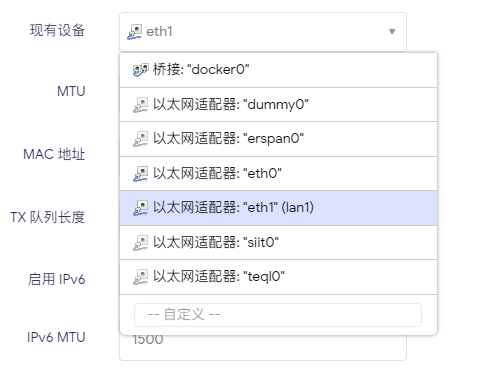 现有设备
eth1
桥接: "docker0"
MTU
以太网适配器: "dummy0"
以太网适配器: "erspan0"
MAC 地址
以太网适配器: "eth0"
以太网适配器: "eth1" (lan1)
TX 队列长度
以太网适配器: "siit0"
以太网适配器: "teql0"
启用 IPv6
-- 自定义 --
IPv6 MTU
1500